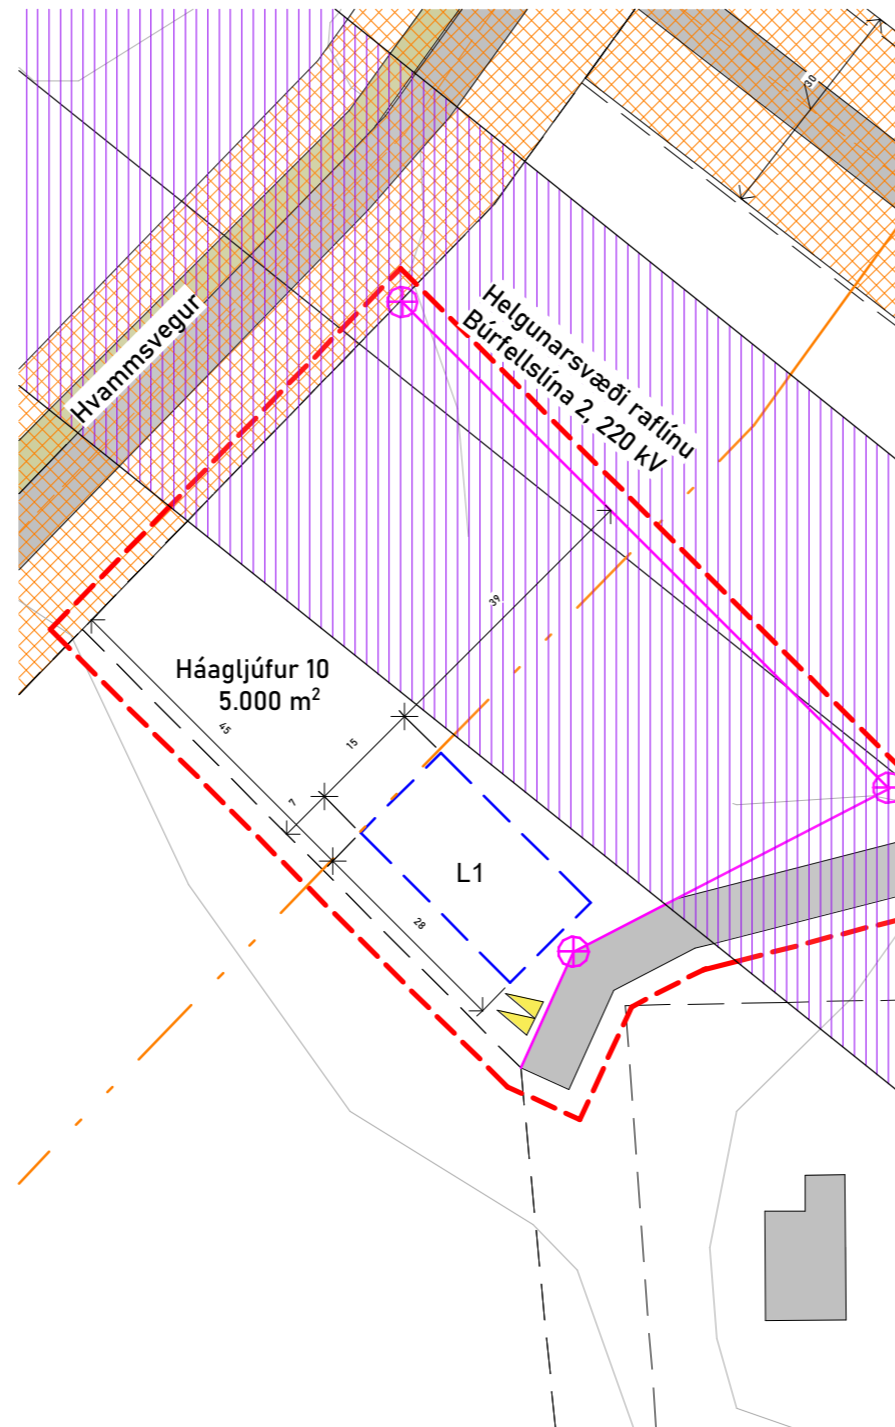 30
Hvammsvegur
Helgunarsvæði raflínu
Búrfellslína 2, 220 kV
39
Háagljúfur 10
5.000 m²
45
15
7
L1
28